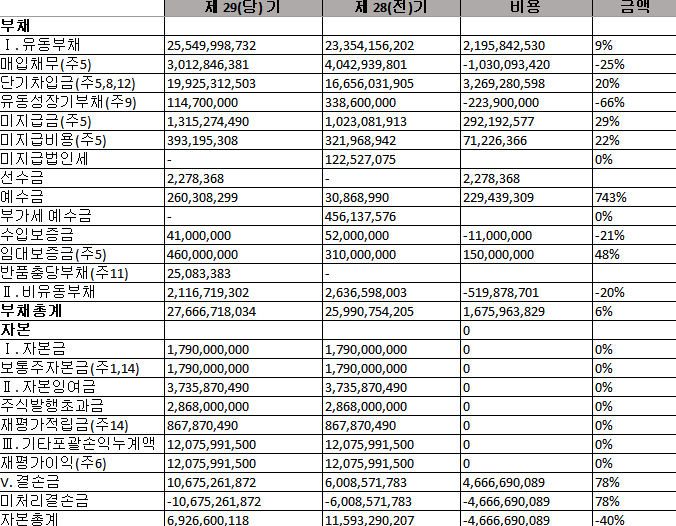 제 29(당) 기 제 28(전)기 비용 금액
부채
Ⅰ. 유동부채 25,549,998,732 23,354,156,202 2,195,842,530 9%
매입채무(주5) 3,012,846,381 4,042,939,801 -1,030,093,420 -25%
단기차입금(주5,8,12) 19,925,312,503 16,656,031,905 3,269,280,598 20%
유동성장기부채(주9) 114,700,000 338,600,000 -223,900,000 -66%
미지급금(주5) 1,315,274,490 1,023,081,913 292,192,577 29%
미지급비용(주5) 393,195,308 321,968,942 71,226,366 22%
미지급법인세 - 122,527,075 0%
선수금 2,278,368 - 2,278,368
예수금 260,308,299 30,868,990 229,439,309 743%
부가세 예수금 - 456,137,576 0%
수입보증금 41,000,000 52,000,000 -11,000,000 -21%
임대보증금(주5) 460,000,000 310,000,000 150,000,000 48%
반품충당부채(주11) 25,083,383 -
Ⅱ. 비유동부채 2,116,719,302 2,636,598,003 -519,878,701 -20%
부채총계 27,666,718,034 25,990,754,205 1,675,963,829 6%
자본 0
Ⅰ. 자본금 1,790,000,000 1,790,000,000 0 0%
보통주자본금(주1,14) 1,790,000,000 1,790,000,000 0 0%
Ⅱ. 자본잉여금 3,735,870,490 3,735,870,490 0 0%
주식발행초과금 2,868,000,000 2,868,000,000 0 0%
재평가적립금(주14) 867,870,490 867,870,490 0 0%
Ⅲ. 기타포괄손익누계액 12,075,991,500 12,075,991,500 0 0%
재평가이익(주6) 12,075,991,500 12,075,991,500 0 0%
V. 결손금 10,675,261,872 6,008,571,783 4,666,690,089 78%
미처리결손금 -10,675,261,872 -6,008,571,783 -4,666,690,089 78%
자본총계 6,926,600,118 11,593,290,207 -4,666,690,089 -40%